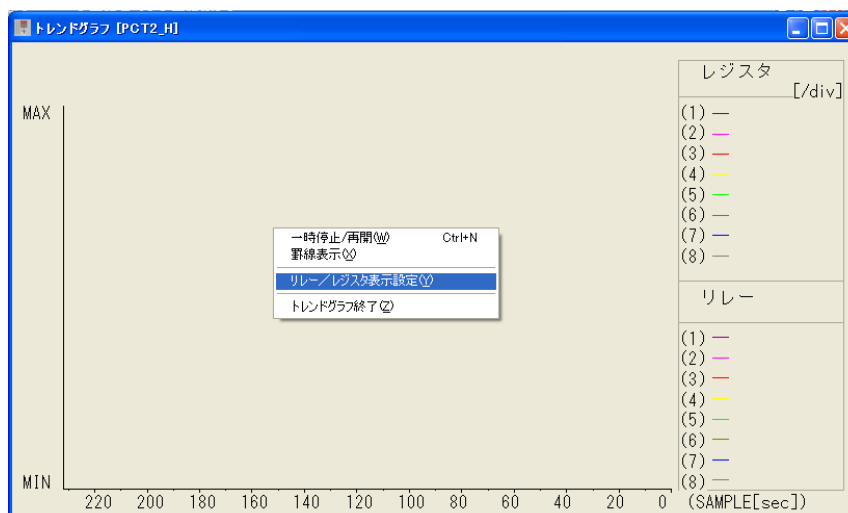 トレンドグラフ [PCT2_H]
レジスタ
[/div]
MAX
(1)
(2)
(3)
(4)
(5)
(6)
(7)
(8)
一時停止/再開(W) Ctrl+N
罫線表示(X)
リレー/レジスタ表示設定(Y)
トレンドグラフ終了(Z)
リレー
(1)
(2)
(3)
(4)
(5)
(6)
(7)
(8)
MIN
220 200 180 160 140 120 100 80 60 40 20 0 (SAMPLE[sec])